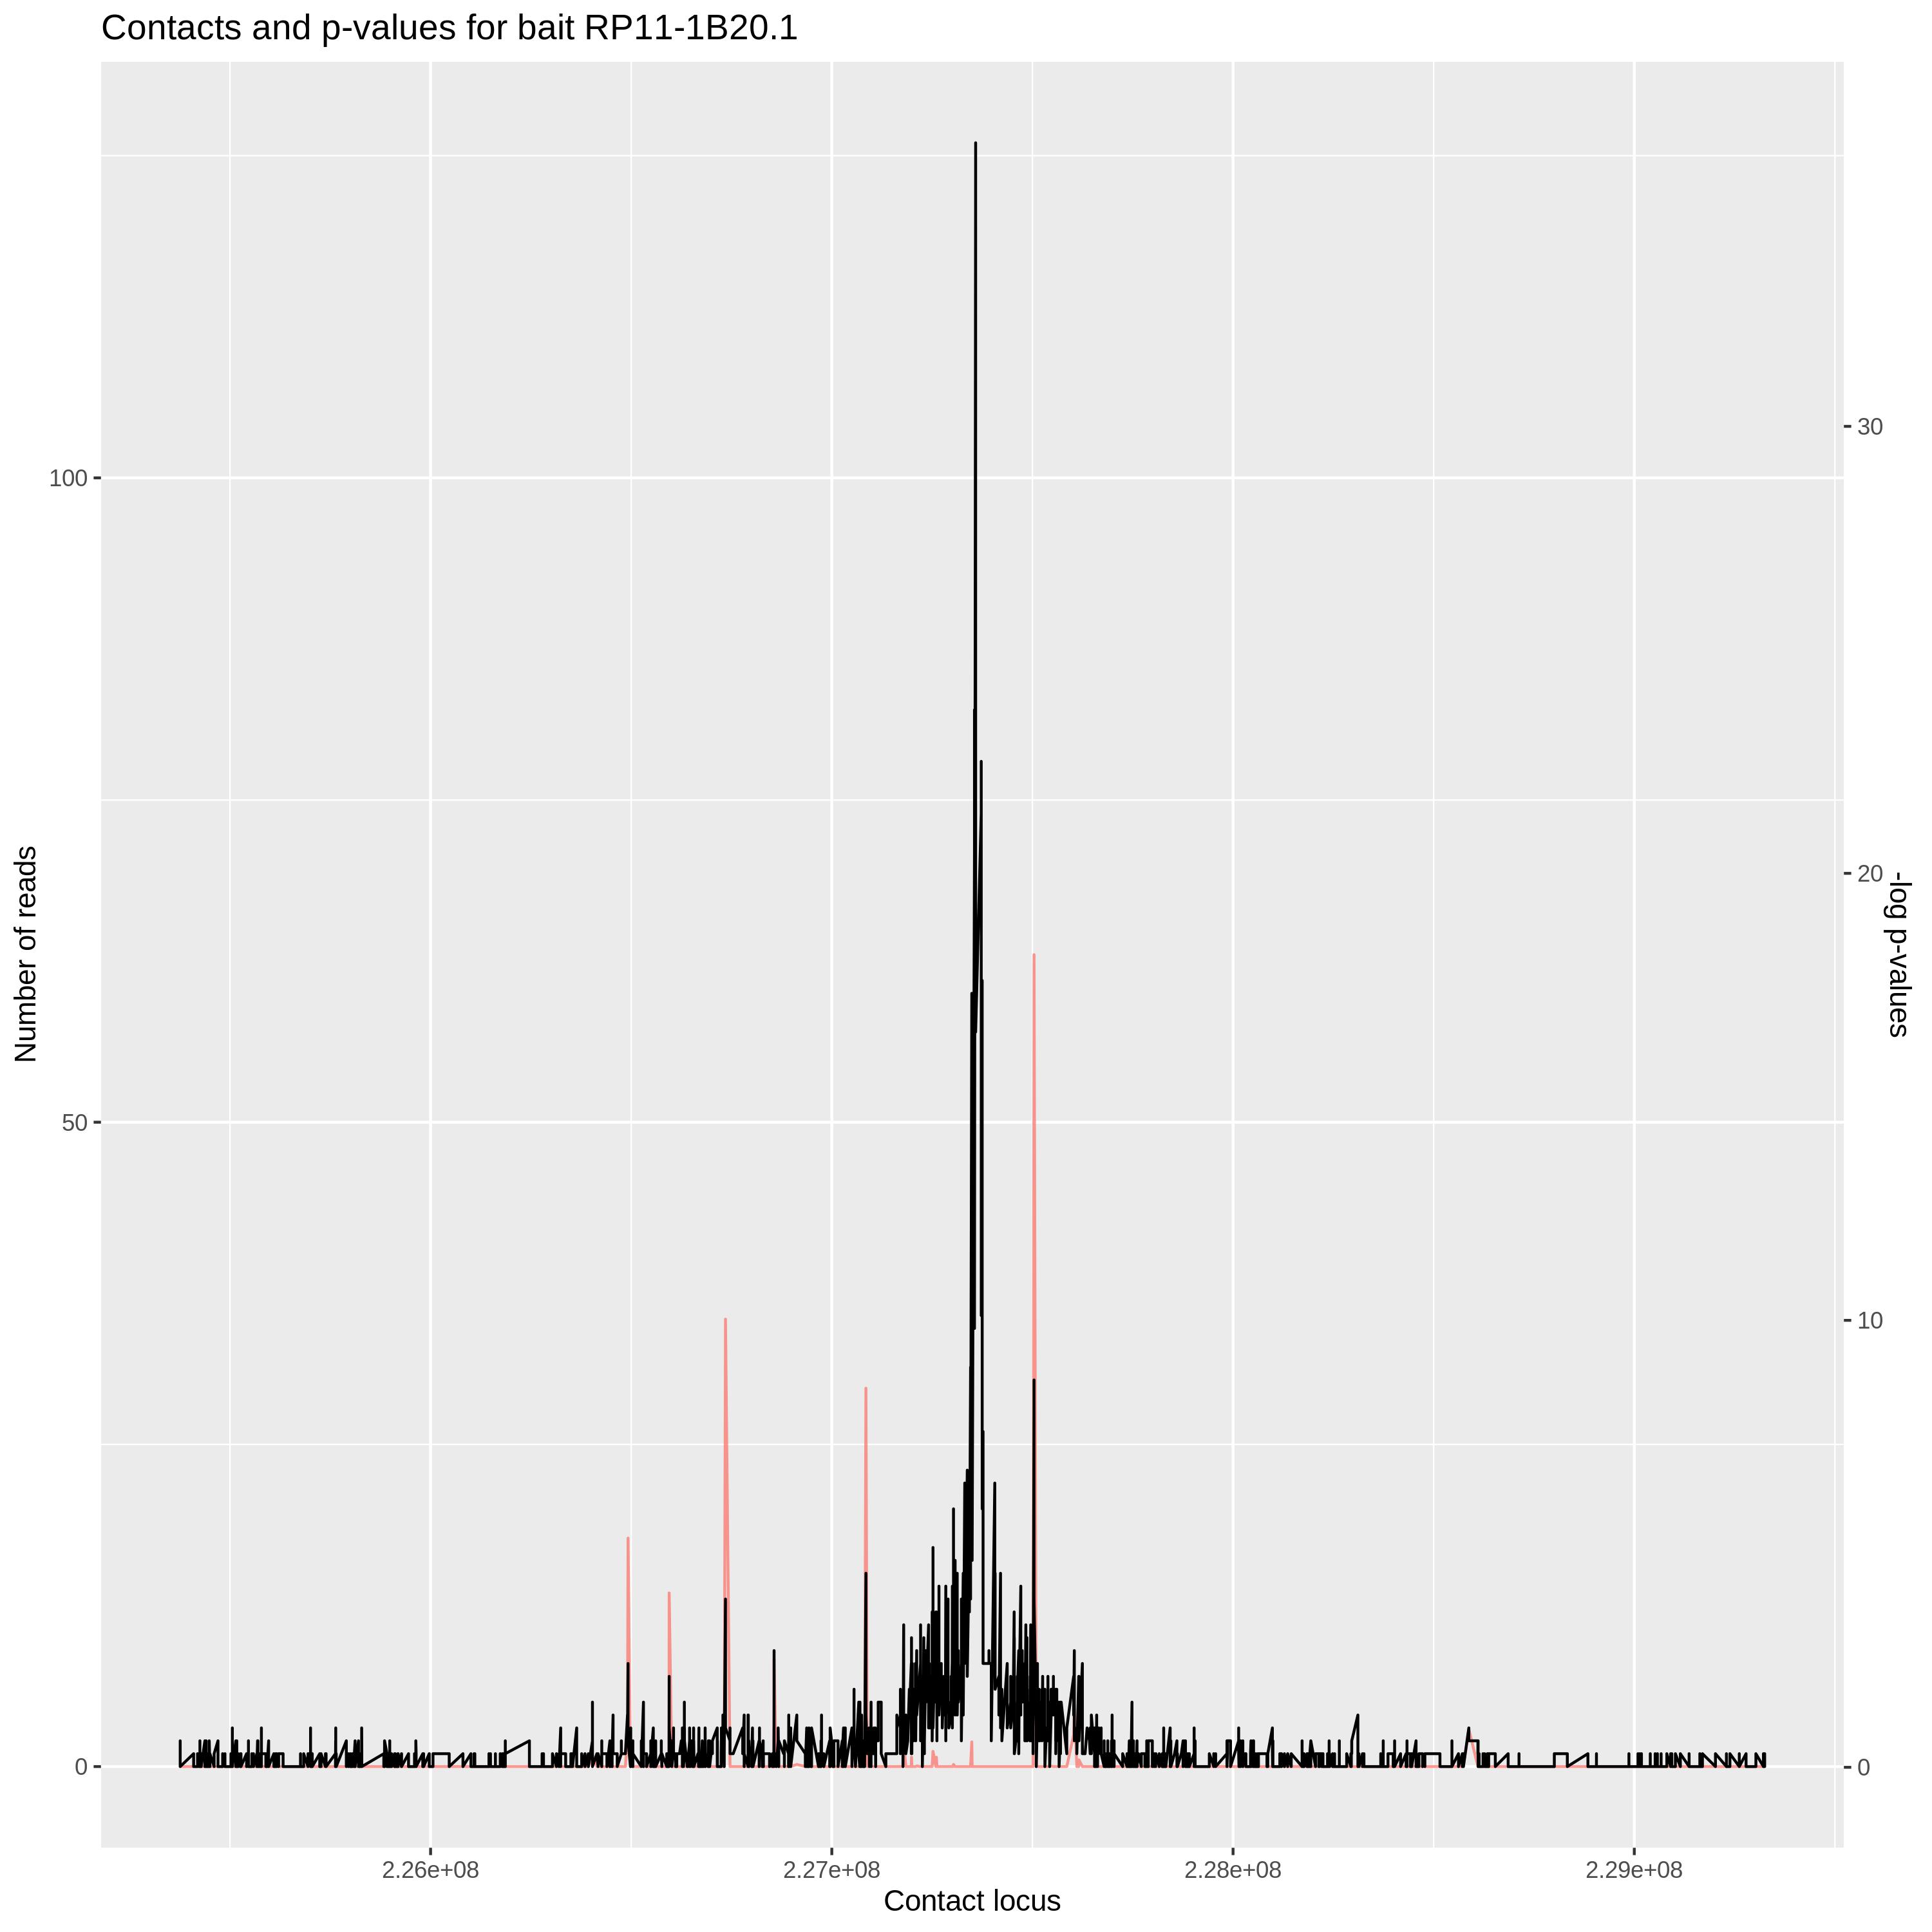 Contacts and p-values for bait RP11-1B20.1
Number of reads
100
50
0
30
20
10
0
-log p-values
2.26e+08
2.27e+08
2.28e+08
2.29e+08
Contact locus